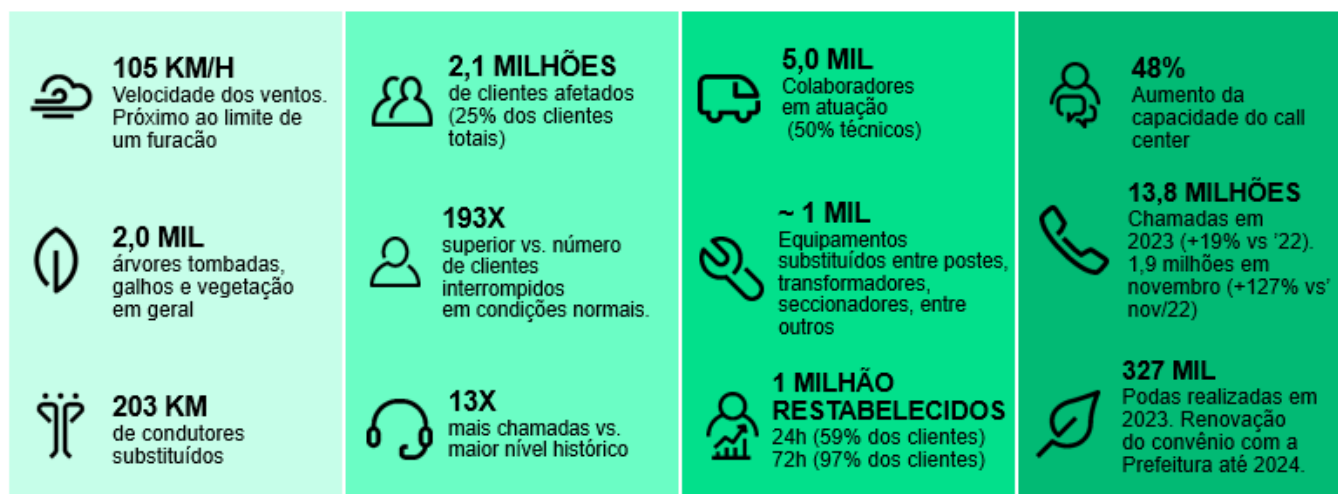 105 KM/H
Velocidade dos ventos.
Próximo ao limite de
um furacão
2,0 MIL
árvores tombadas,
galhos e vegetação
em geral
203 KM
de condutores
substituídos
2,1 MILHÕES
de clientes afetados
(25% dos clientes
totais)
193X
superior vs. número
de clientes
interrompidos
em condições normais.
13X
mais chamadas vs.
maior nível histórico
5,0 MIL
Colaboradores
em atuação
(50% técnicos)
~ 1 MIL
Equipamentos
substituídos entre postes,
transformadores,
seccionadores, entre
outros
1 MILHÃO
RESTABELECIDOS
24h (59% dos clientes)
72h (97% dos clientes)
48%
Aumento da
capacidade do call
center
13,8 MILHÕES
Chamadas em
2023 (+19% vs '22).
1,9 milhões em
novembro (+127% vs'
nov/22)
327 MIL
Podas realizadas em
2023. Renovação
do convênio com a
Prefeitura até 2024.